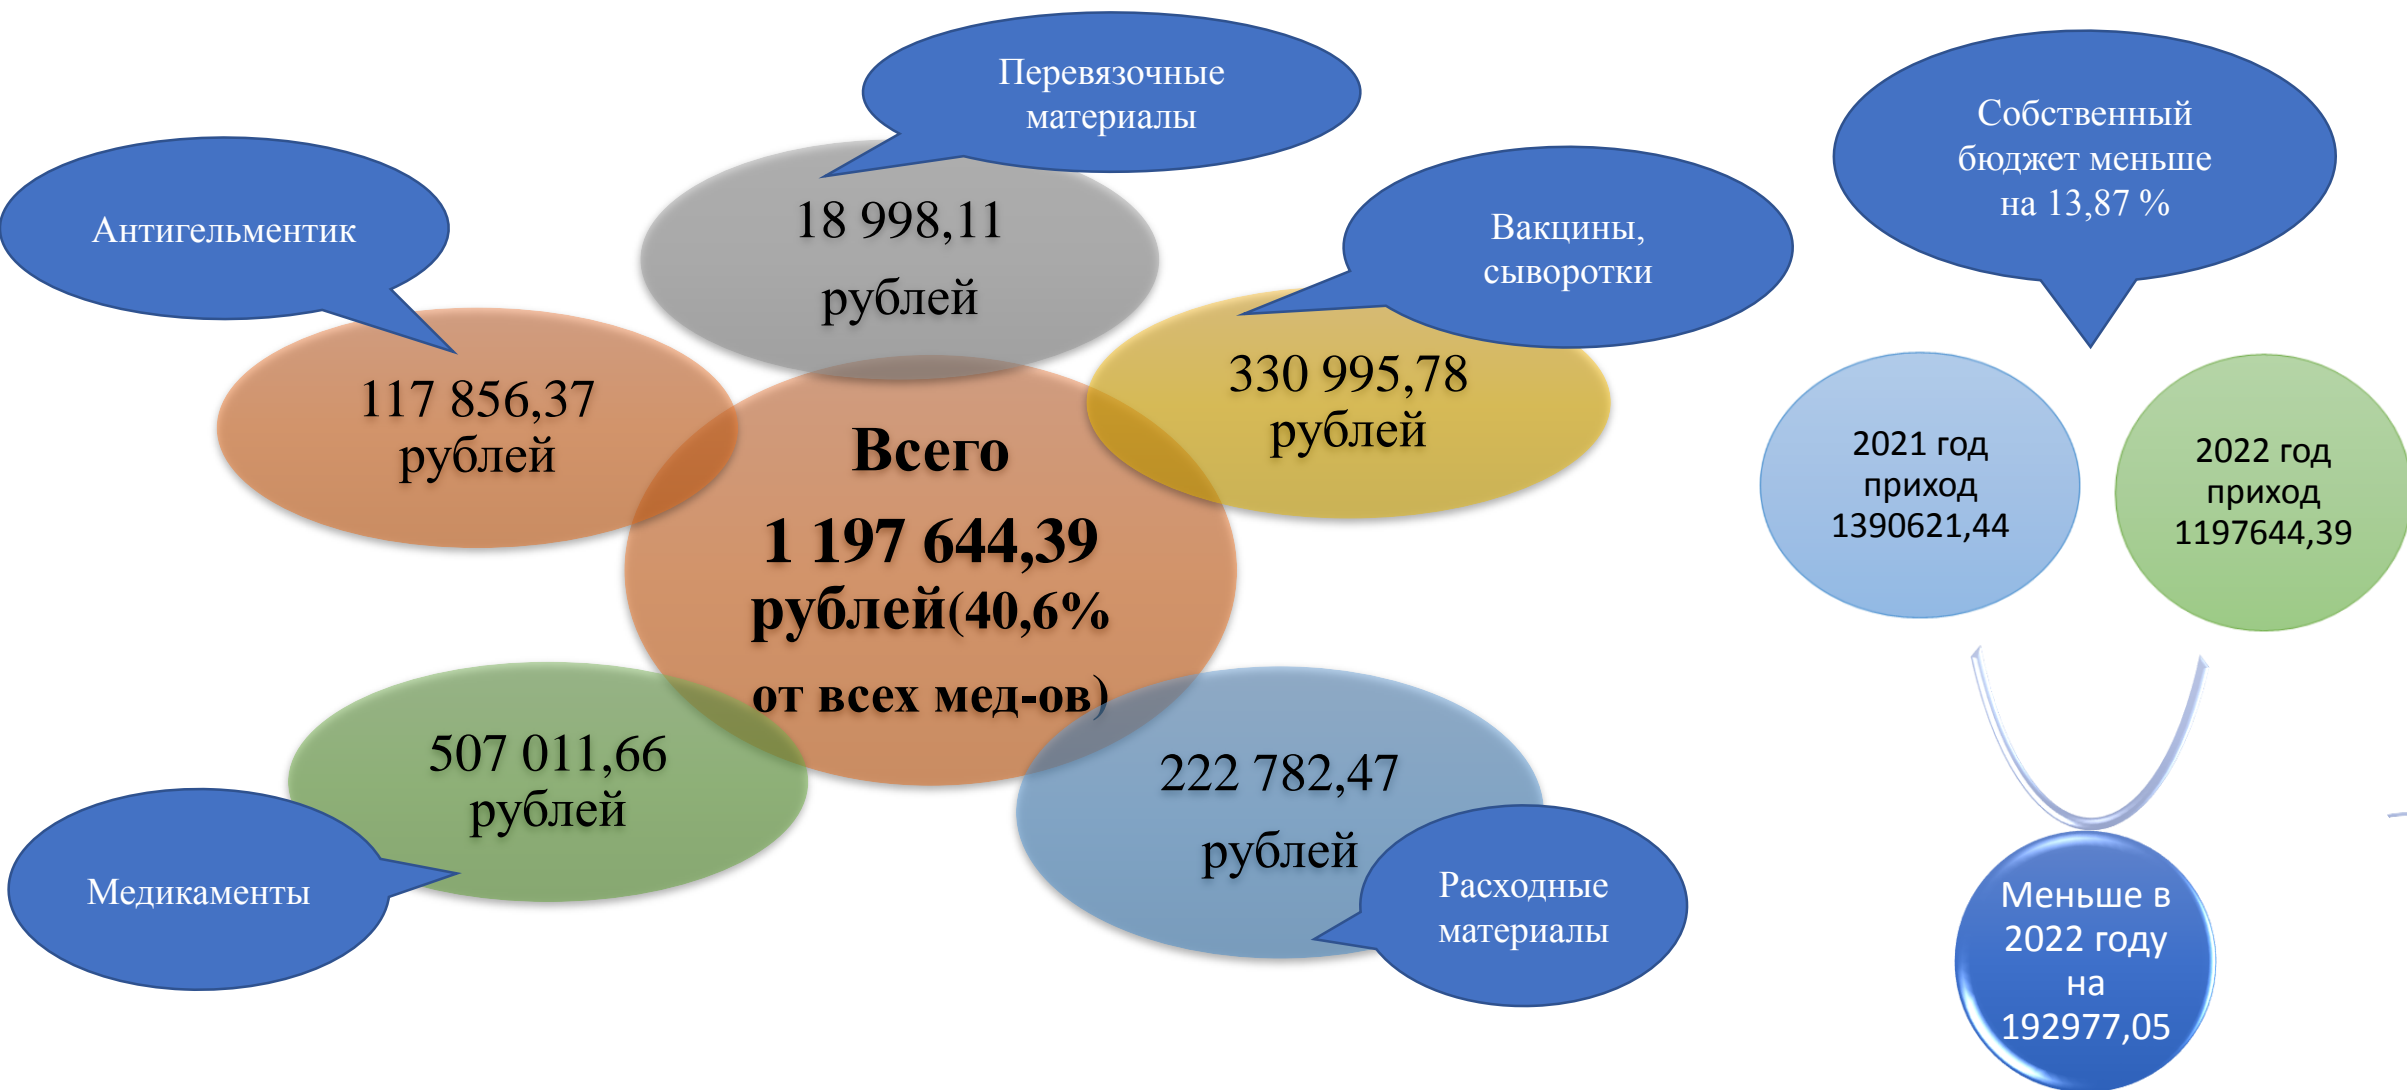 Перевязочные
материалы
18 998,11
рублей
Антигельментик
117 856,37
рублей
Вакцины,
сыворотки
330 995,78
рублей
Всего
1 197 644,39
рублей(40,6%
от всех мед-ов)
507 011,66
рублей
Медикаменты
222 782,47
рублей
Расходные
материалы
Собственный
бюджет меньше
на 13,87 %
2021 год
приход
1390621,44
2022 год
приход
1197644,39
Меньше в
2022 году
на
192977,05